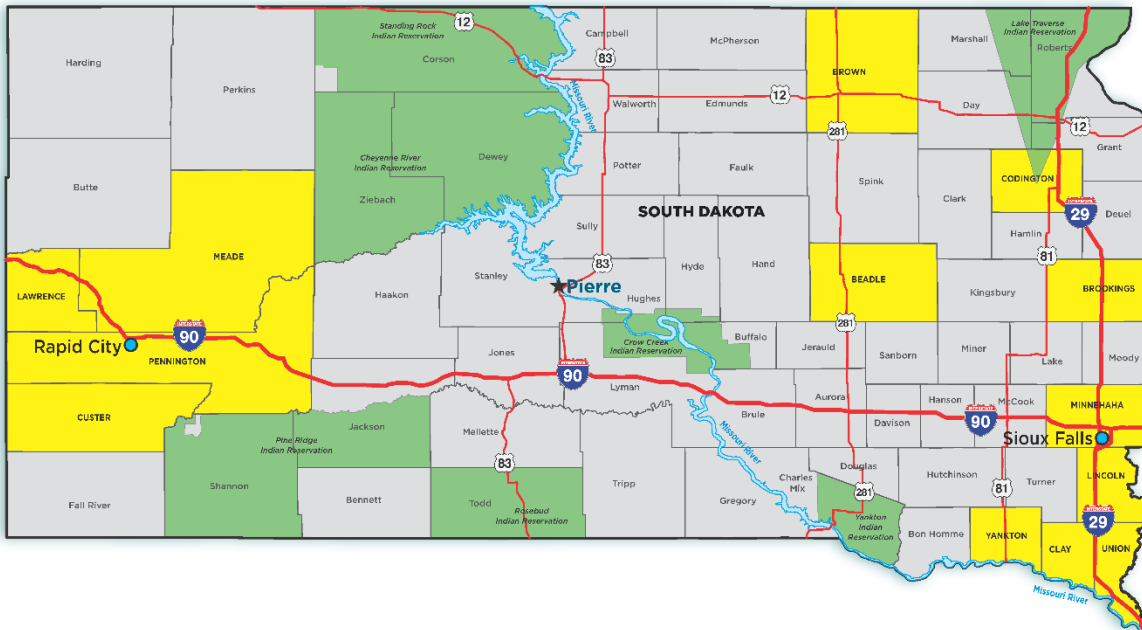 Standing Rock
Indian Reservation
12
Campbell
McPherson
Marshall
Lake Traverse
Indian Reservation
Roberts
Harding
Corson
83
BROWN
Perkins
Missouri River
Walworth
Edmunds
12
Day
12
281
Grant
Cheyenne River
Indian Reservation
Dewey
Potter
Faulk
Spink
CODINGTON
Butte
Ziebach
Clark
SOUTH DAKOTA
INTERSTATE
29
Deuel
Sully
Hamlin
MEADE
83
Hyde
Hand
81
Stanley
BEADLE
Pierre
LAWRENCE
Haakon
Hughes
Kingsbury
BROOKINGS
INTERSTATE
90
281
Rapid City
Crow Creek
Indian Reservation
Buffalo
Jerauld
Sanborn
Miner
Lake
Moody
PENNINGTON
Jones
INTERSTATE
90
Lyman
Aurora
Hanson
McCook
MINNEHAHA
CUSTER
Brule
Davison
INTERSTATE
90
Jackson
Mellette
Missouri River
Sioux Falls
Pine Ridge
Indian Reservation
83
Douglas
Hutchinson
LINCOLN
Shannon
Tripp
Charles
Mix
281
81
Turner
Fall River
Bennett
Todd
Rosebud
Indian Reservation
Gregory
Yankton
Indian
Reservation
INTERSTATE
29
Bon Homme
YANKTON
CLAY
UNION
Missouri River